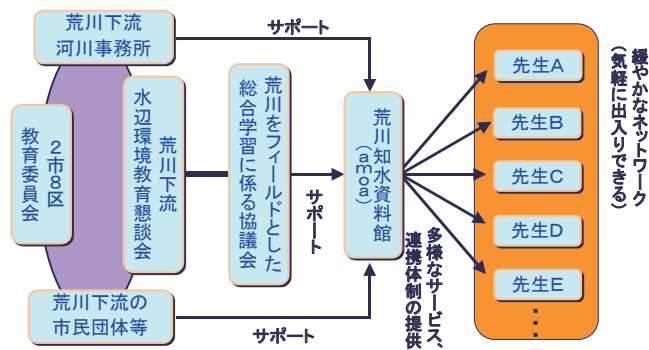 荒川下流
河川事務所
サポート
2市8区
教育委員会
荒川下流
水辺環境教育懇談会
荒川をフィールドとした
総合学習に係る協議会
サポート
荒川知水資料館
(amoa)
荒川下流の
市民団体等
サポート
多様なサービス、
連携体制の提供
先生A
先生B
先生C
先生D
先生E
緩やかなネットワーク
(気軽に出入りできる)